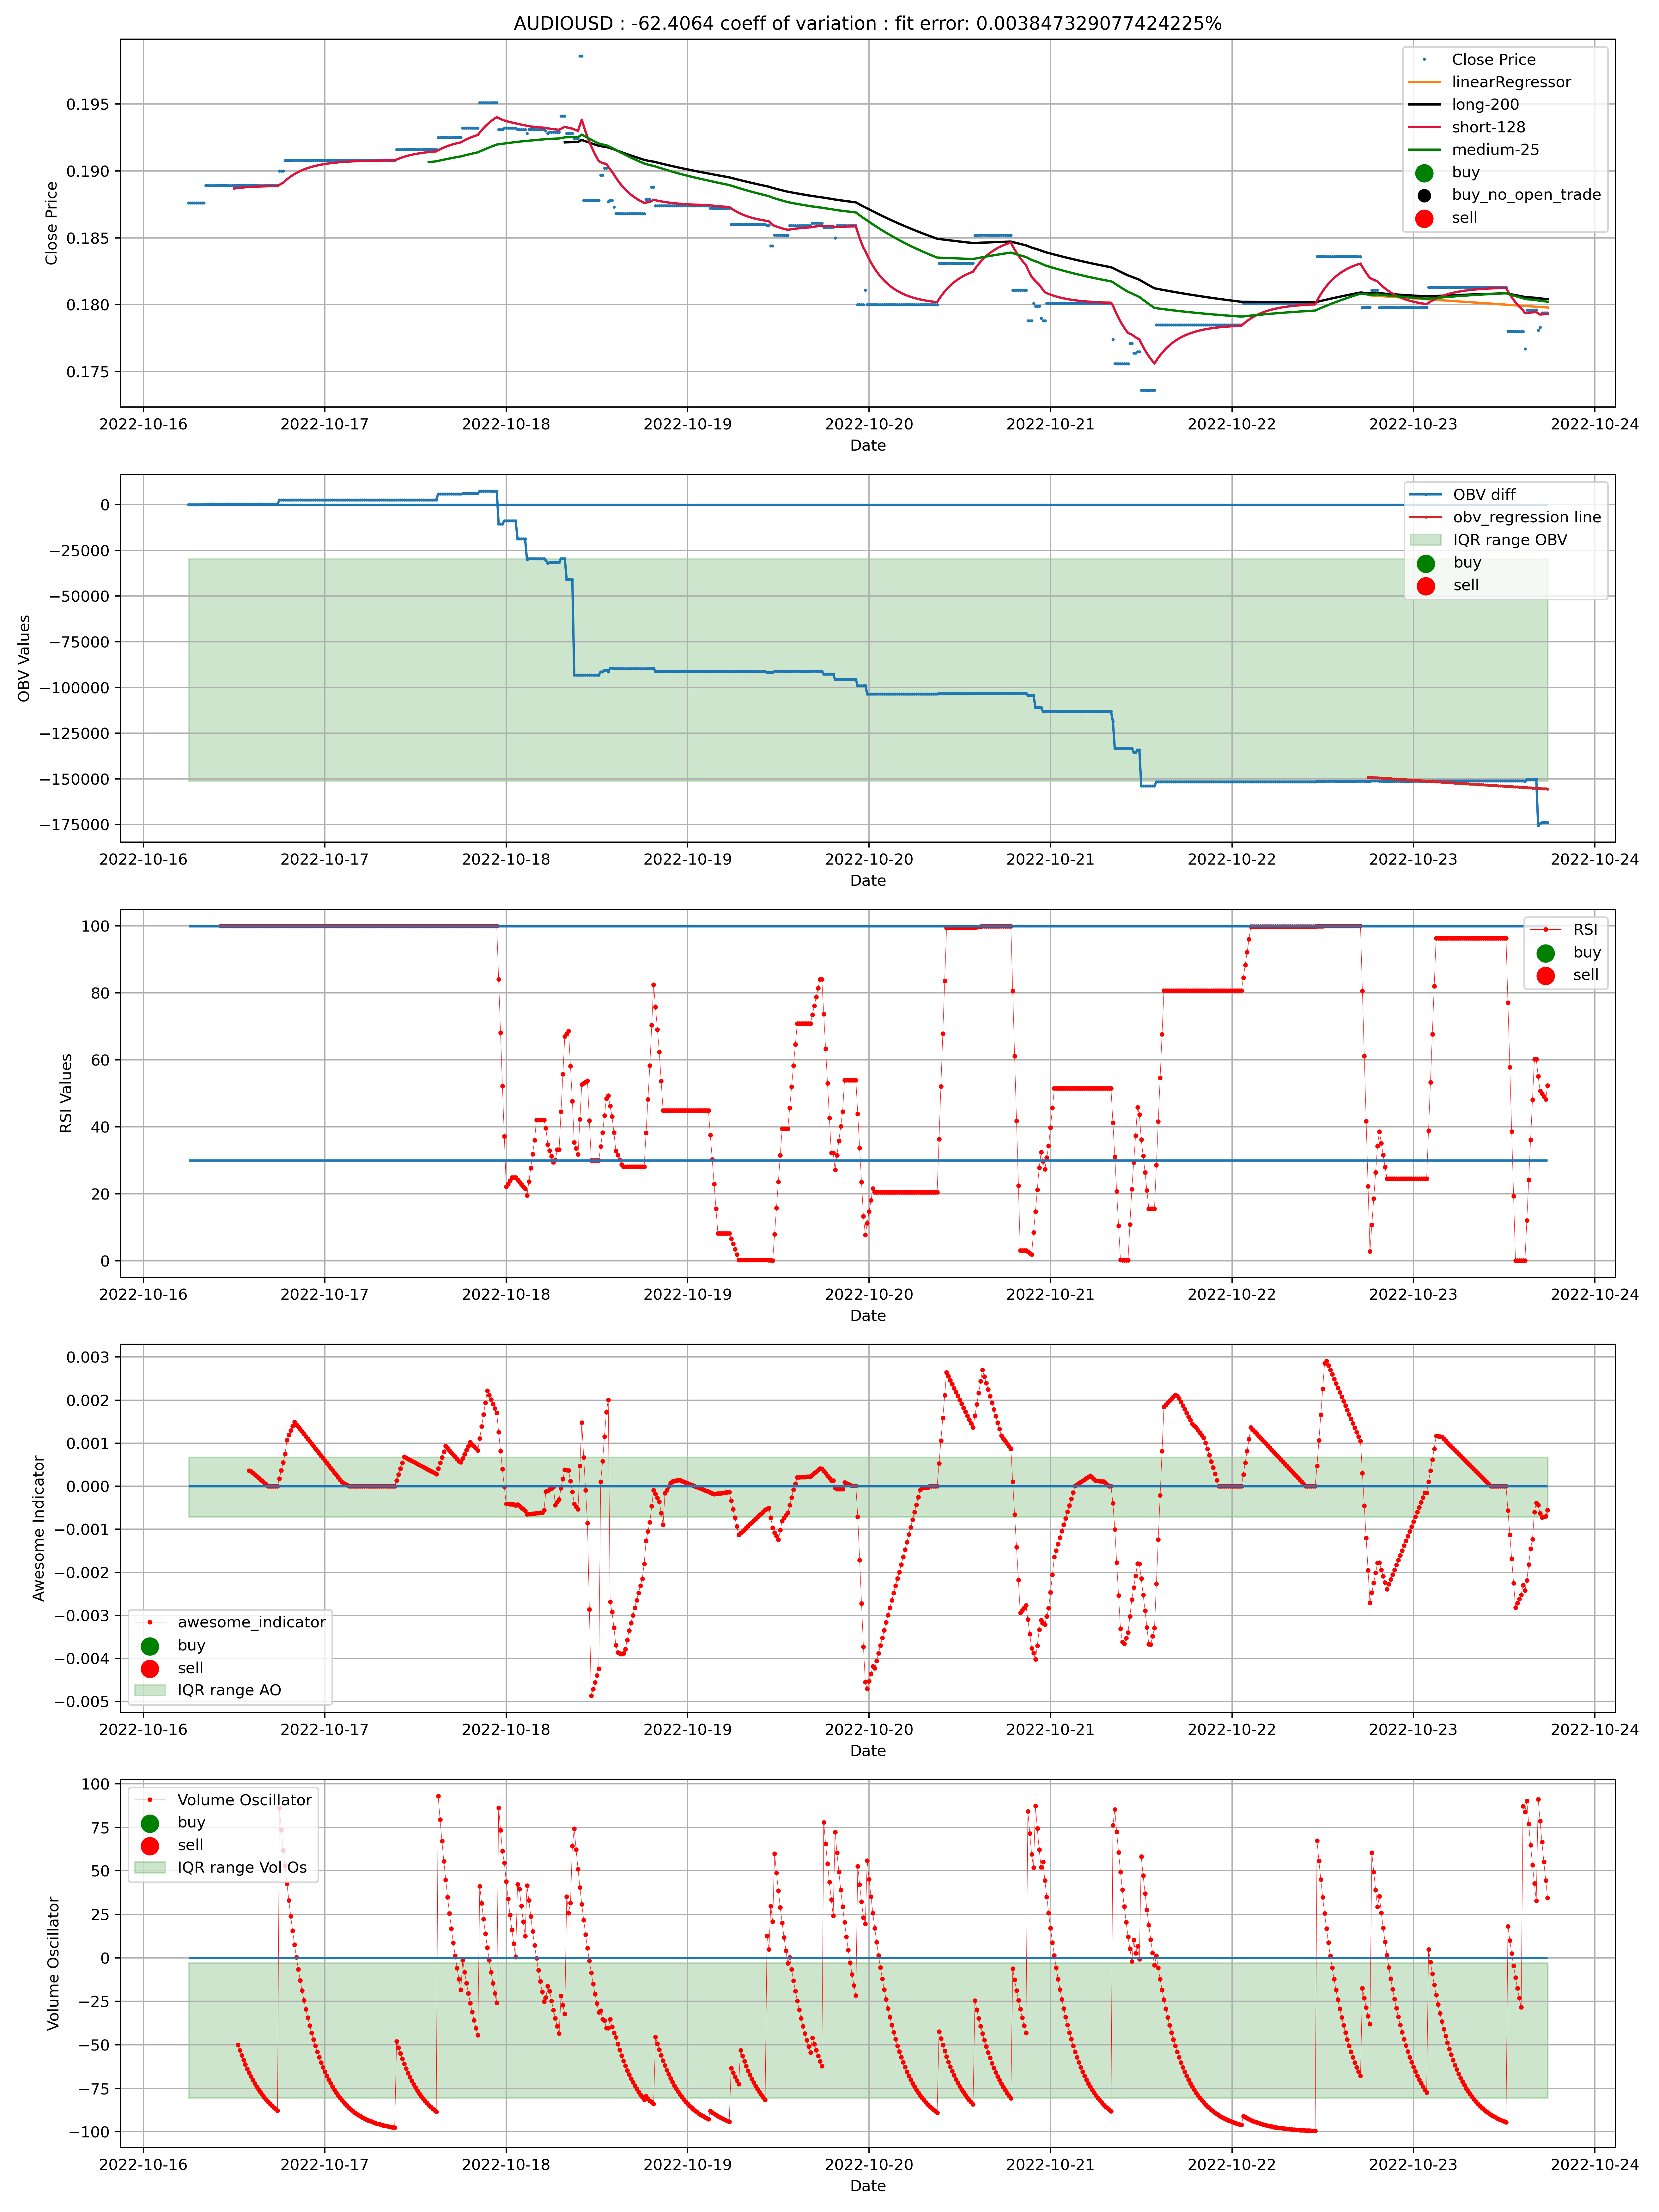 AUDIOUSD : -62.4064 coeff of variation : fit error: 0.003847329077424225%
Close Price
0.195
0.190
0.185
0.180
0.175
Close Price
linearRegressor
long-200
short-128
medium-25
buy
buy_no_open_trade
sell
2022-10-16 2022-10-17 2022-10-18 2022-10-19 2022-10-20 2022-10-21 2022-10-22 2022-10-23 2022-10-24
Date
OBV Values
0
−25000
−50000
−75000
−100000
−125000
−150000
−175000
OBV diff
obv_regression line
IQR range OBV
buy
sell
2022-10-16 2022-10-17 2022-10-18 2022-10-19 2022-10-20 2022-10-21 2022-10-22 2022-10-23 2022-10-24
Date
RSI Values
100
80
60
40
20
0
RSI
buy
sell
2022-10-16 2022-10-17 2022-10-18 2022-10-19 2022-10-20 2022-10-21 2022-10-22 2022-10-23 2022-10-24
Date
Awesome Indicator
0.003
0.002
0.001
0.000
−0.001
−0.002
−0.003
−0.004
−0.005
awesome_indicator
buy
sell
IQR range AO
2022-10-16 2022-10-17 2022-10-18 2022-10-19 2022-10-20 2022-10-21 2022-10-22 2022-10-23 2022-10-24
Date
Volume Oscillator
100
75
50
25
0
−25
−50
−75
−100
Volume Oscillator
buy
sell
IQR range Vol Os
2022-10-16 2022-10-17 2022-10-18 2022-10-19 2022-10-20 2022-10-21 2022-10-22 2022-10-23 2022-10-24
Date